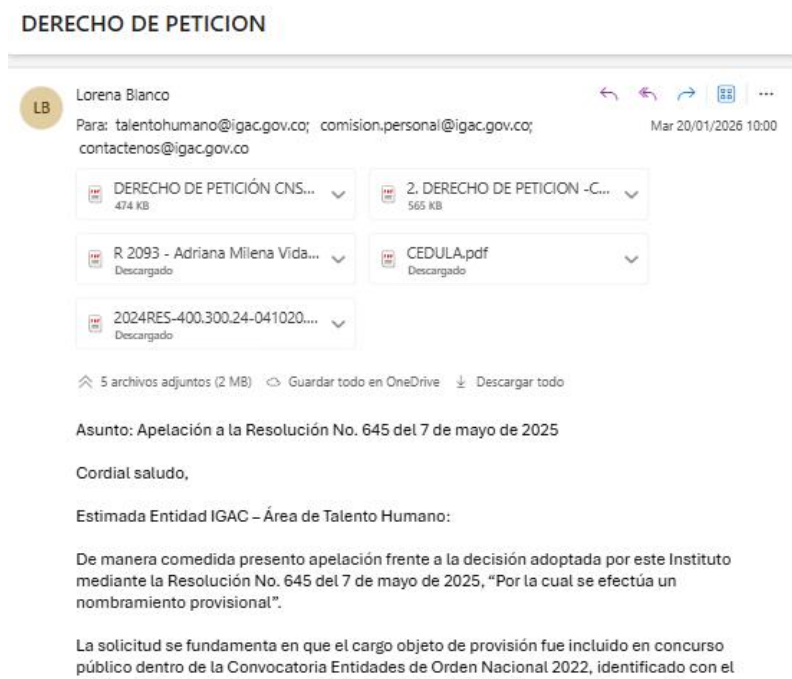 DERECHO DE PETICION
LB
Lorena Blanco
Para: talentohumano@igac.gov.co; comision.personal@igac.gov.co;
contactenos@igac.gov.co
Mar 20/01/2026 10:00
DERECHO DE PETICIÓN CNS...
474 KB
2. DERECHO DE PETICION -C...
565 KB
R 2093 - Adriana Milena Vida...
Descargado
CEDULA.pdf
Descargado
2024RES-400.300.24-041020....
Descargado
5 archivos adjuntos (2 MB) Guardar todo en OneDrive Descargar todo
Asunto: Apelación a la Resolución No. 645 del 7 de mayo de 2025
Cordial saludo,
Estimada Entidad IGAC – Área de Talento Humano:
De manera comedida presento apelación frente a la decisión adoptada por este Instituto
mediante la Resolución No. 645 del 7 de mayo de 2025, “Por la cual se efectúa un
nombramiento provisional”.
La solicitud se fundamenta en que el cargo objeto de provisión fue incluido en concurso
público dentro de la Convocatoria Entidades de Orden Nacional 2022, identificado con el